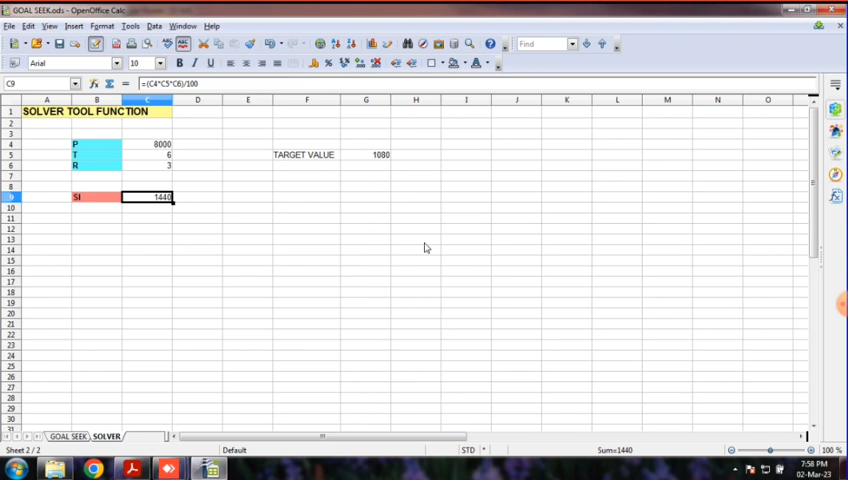 GOAL SEEK.ods - OpenOffice Calc
File Edit View Insert Format Tools Data Window Help
Find
Arial 10 B I U
C9 =(C4*C5*C6)/100
A B C D E F G H I J K L M N O
1 SOLVER TOOL FUNCTION
2
3
4 P 8000
5 T 6 TARGET VALUE 1080
6 R 3
7
8
9 SI 1440
10
11
12
13
14
15
16
17
18
19
20
21
22
23
24
25
26
27
28
29
30
31
GOAL SEEK SOLVER
Sheet 2 / 2 Default STD * Sum=1440 100 %
7:58 PM
02-Mar-23